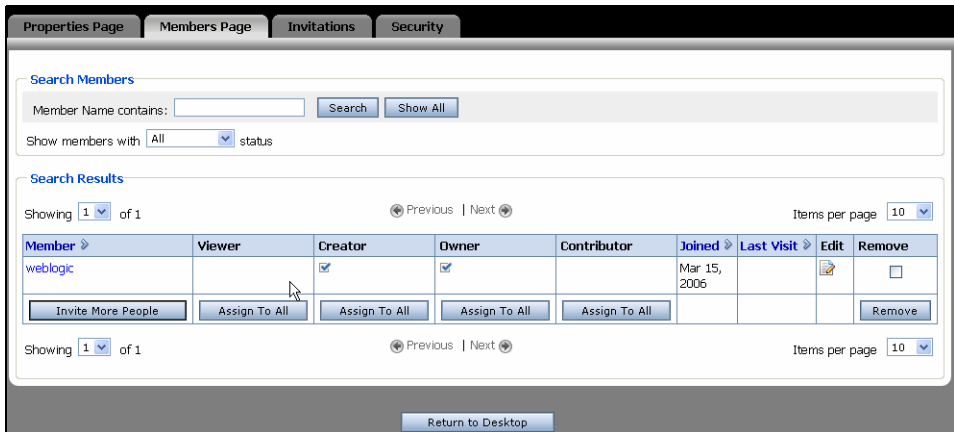 Properties Page Members Page Invitations Security
Search Members
Member Name contains: Search Show All
Show members with All status
Search Results
Showing 1 of 1 Previous | Next Items per page 10
Member Viewer Creator Owner Contributor Joined Last Visit Edit Remove
weblogic Mar 15,
2006
Invite More People Assign To All Assign To All Assign To All Assign To All Remove
Showing 1 of 1 Previous | Next Items per page 10
Return to Desktop